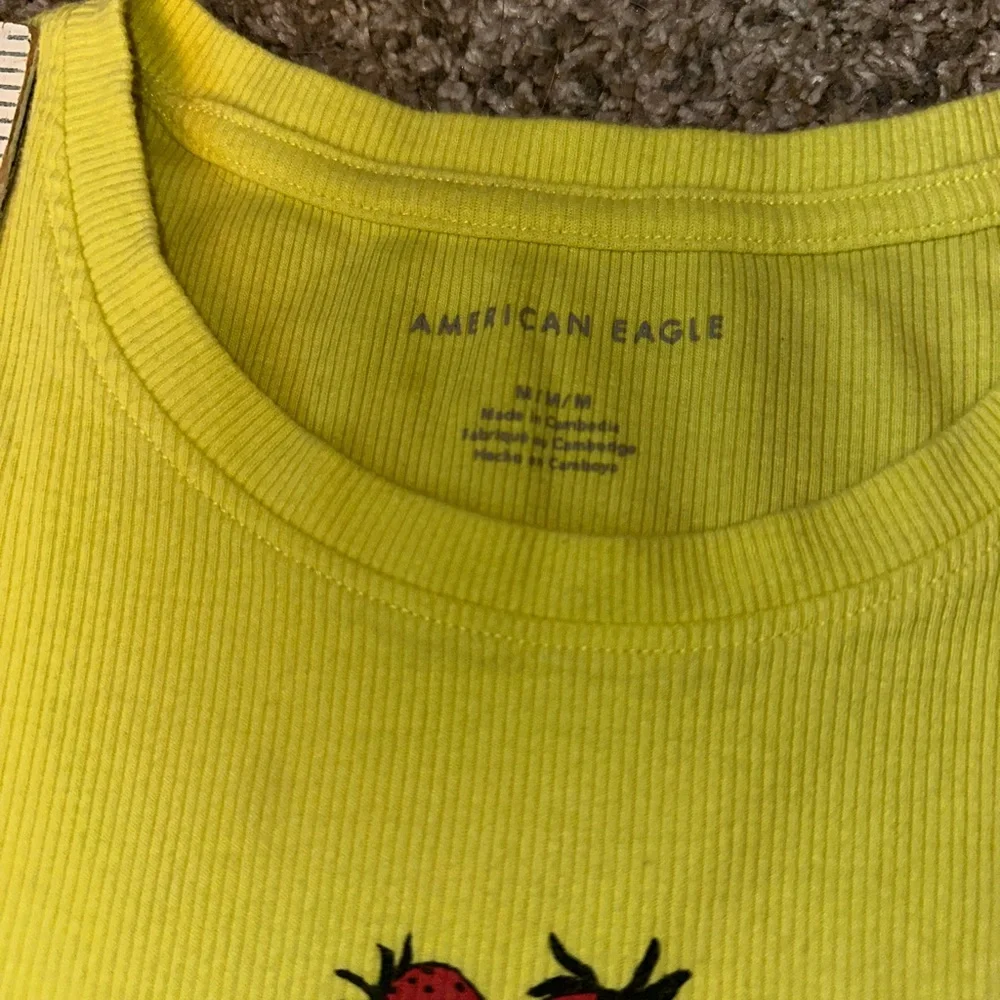 AMERICAN EAGLE
M/M/M
Made in Cambodia
Fabriqué au Cambodge
Hecho en Camboya